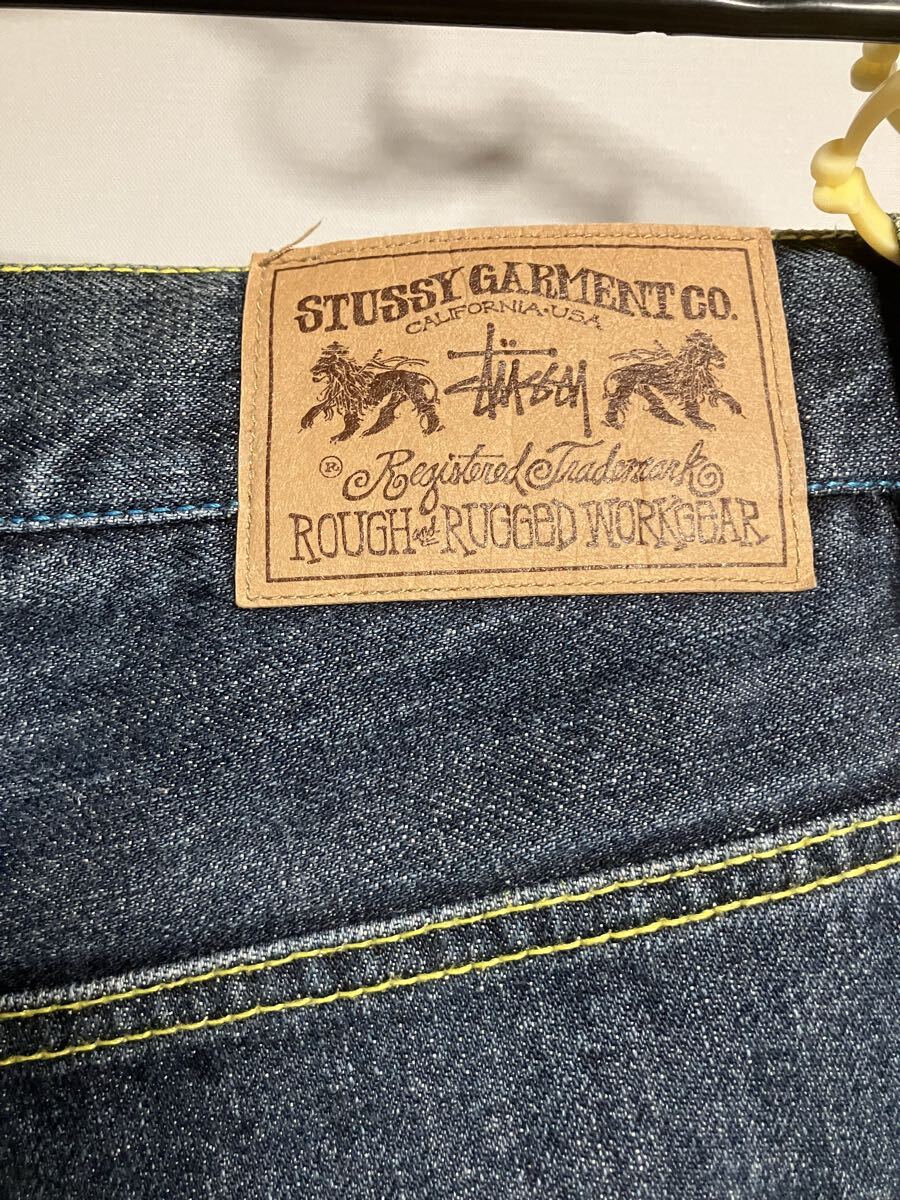 STUSSY GARMENT CO.
CALIFORNIA • USA
Stüssy
® Registered Trademark
ROUGH and RUGGED WORKGEAR